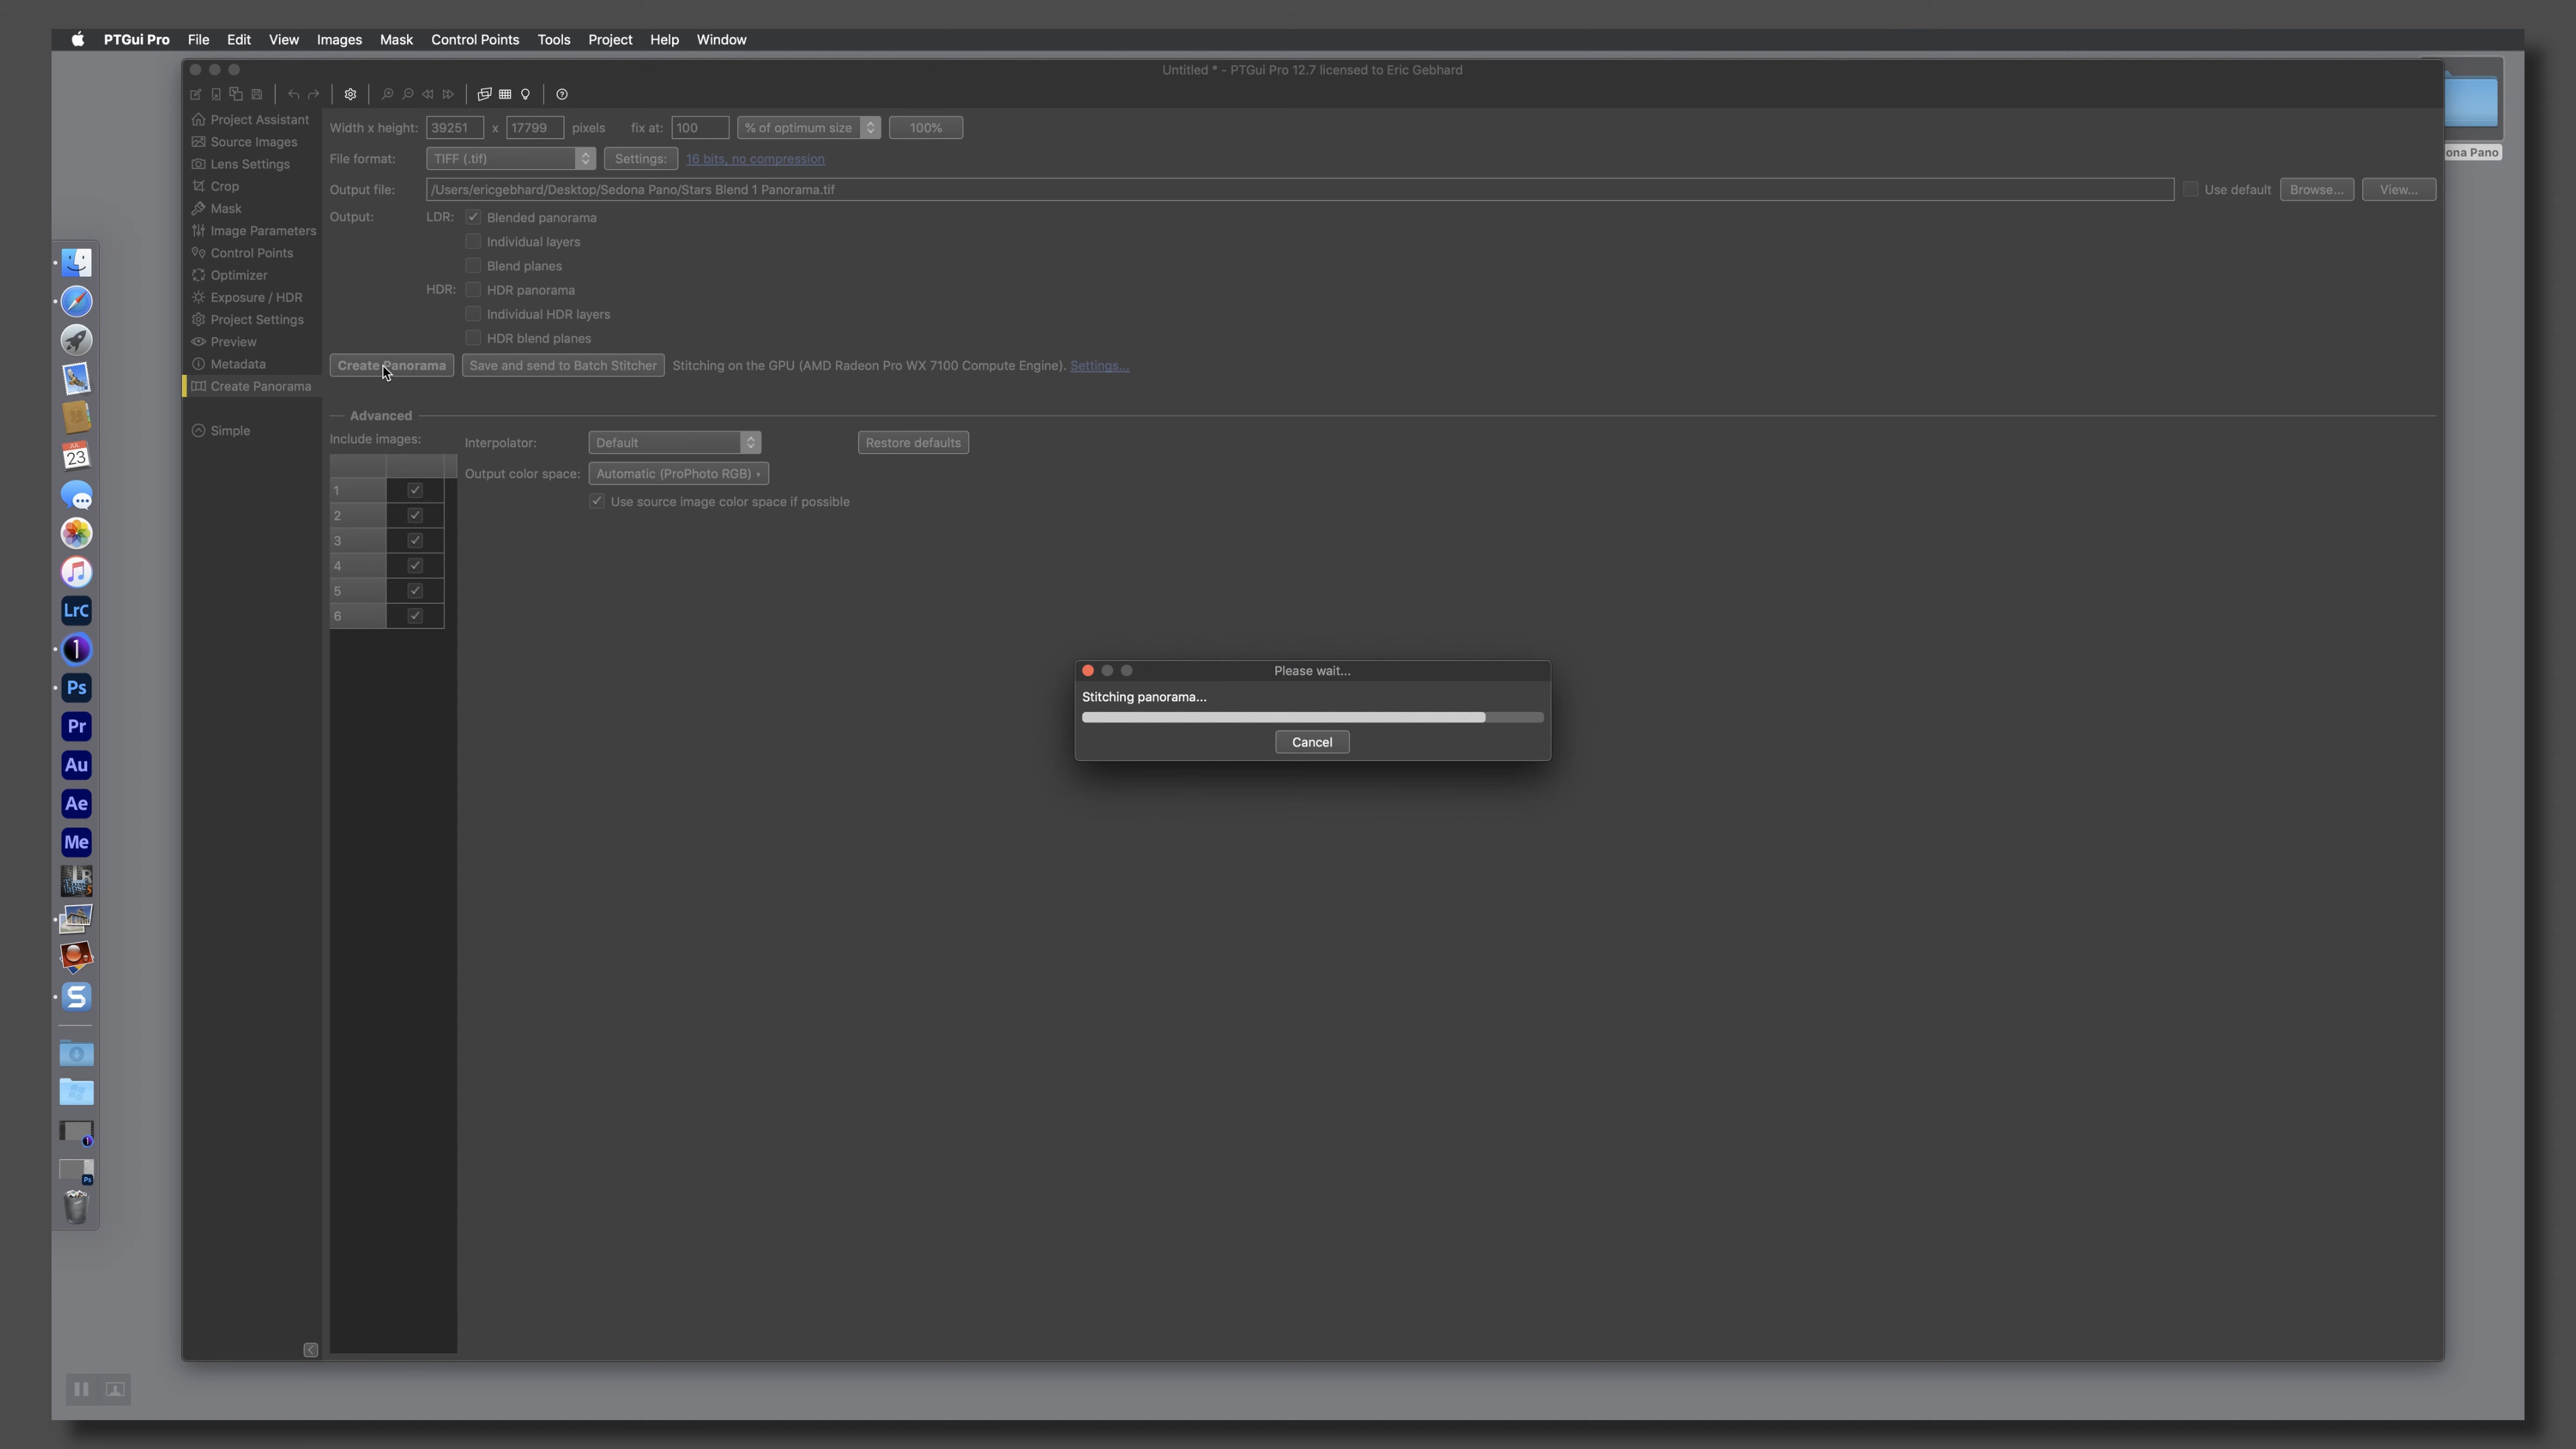 PTGui Pro File Edit View Images Mask Control Points Tools Project Help Window
Untitled * - PTGui Pro 12.7 licensed to Eric Gebhard
ona Pano
Project Assistant
Source Images
Lens Settings
Crop
Mask
Image Parameters
Control Points
Optimizer
Exposure / HDR
Project Settings
Preview
Metadata
Create Panorama
Simple
Width x height: 39251 x 17799 pixels fix at: 100 % of optimum size 100%
File format: TIFF (.tif) Settings: 16 bits, no compression
Output file: /Users/ericgebhard/Desktop/Sedona Pano/Stars Blend 1 Panorama.tif Use default Browse... View...
Output: LDR: Blended panorama
Individual layers
Blend planes
HDR: HDR panorama
Individual HDR layers
HDR blend planes
Create Panorama Save and send to Batch Stitcher Stitching on the GPU (AMD Radeon Pro WX 7100 Compute Engine). Settings...
Advanced
Include images: Interpolator: Default Restore defaults
Output color space: Automatic (ProPhoto RGB)
Use source image color space if possible
1
2
3
4
5
6
Please wait...
Stitching panorama...
Cancel
JUL
23
LrC
1
Ps
Pr
Au
Ae
Me
LR
5
S
Ps